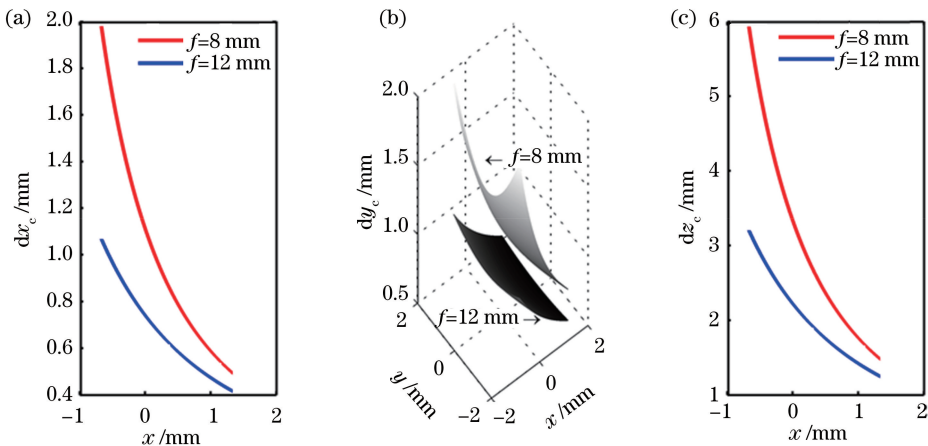 (a)
2.0
1.8
1.6
1.4
1.2
1.0
0.8
0.6
0.4
dx_c /mm
f=8 mm
f=12 mm
−1
0
1
2
x /mm
(b)
2.0
1.5
1.0
0.5
dy_c /mm
← f=8 mm
f=12 mm →
2
0
−2
y /mm
−2
0
2
x /mm
(c)
6
5
4
3
2
1
dz_c /mm
f=8 mm
f=12 mm
−1
0
1
2
x /mm